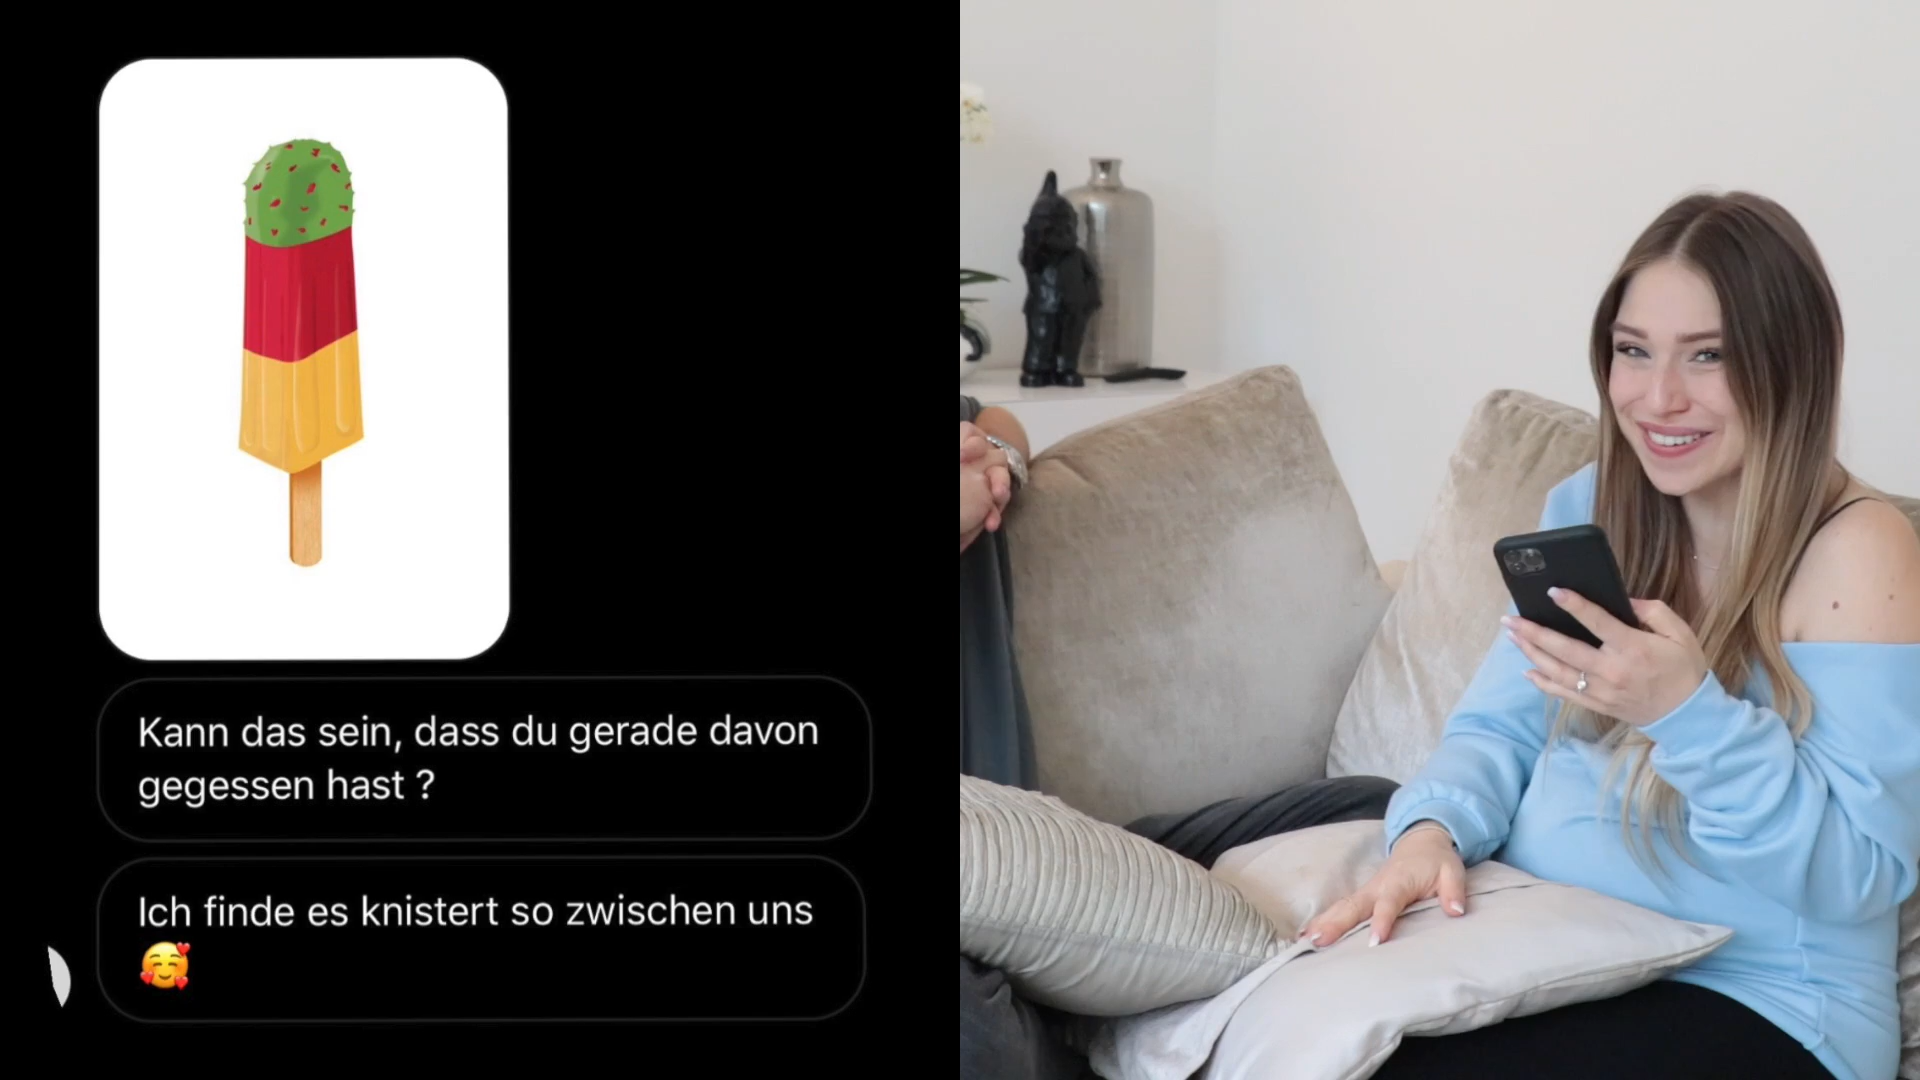 Kann das sein, dass du gerade davon
gegessen hast ?
Ich finde es knistert so zwischen uns
🥰